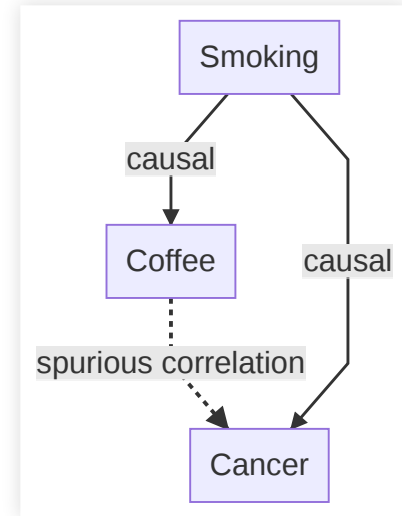 Smoking
causal
Coffee
causal
spurious correlation
Cancer